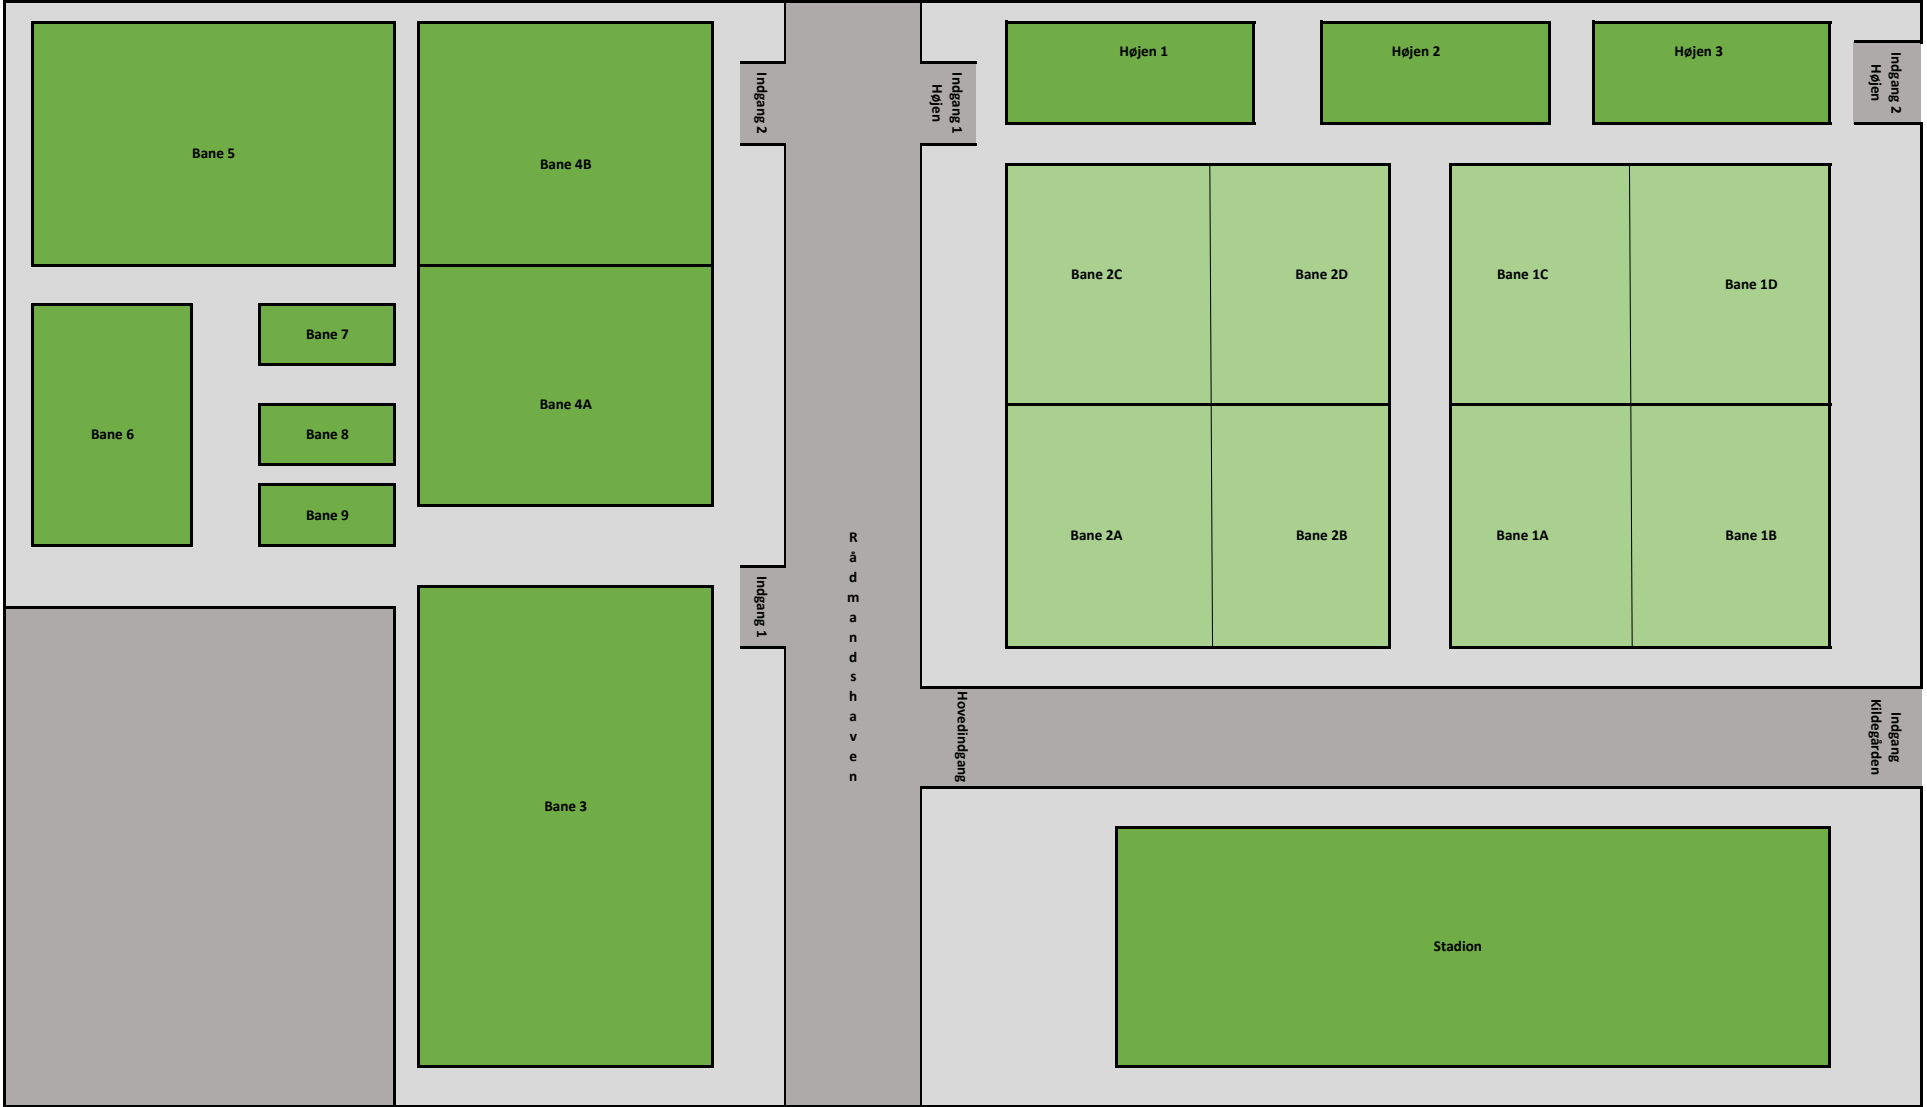 Bane 5
Bane 4B
Indgang 2
Bane 7
Bane 6
Bane 8
Bane 9
Bane 4A
Indgang 1
Bane 3
Rådmandshaven
Indgang 1
Højen
Højen 1
Højen 2
Højen 3
Indgang 2
Højen
Bane 2C
Bane 2D
Bane 1C
Bane 1D
Bane 2A
Bane 2B
Bane 1A
Bane 1B
Hovedindgang
Indgang
Kildegården
Stadion